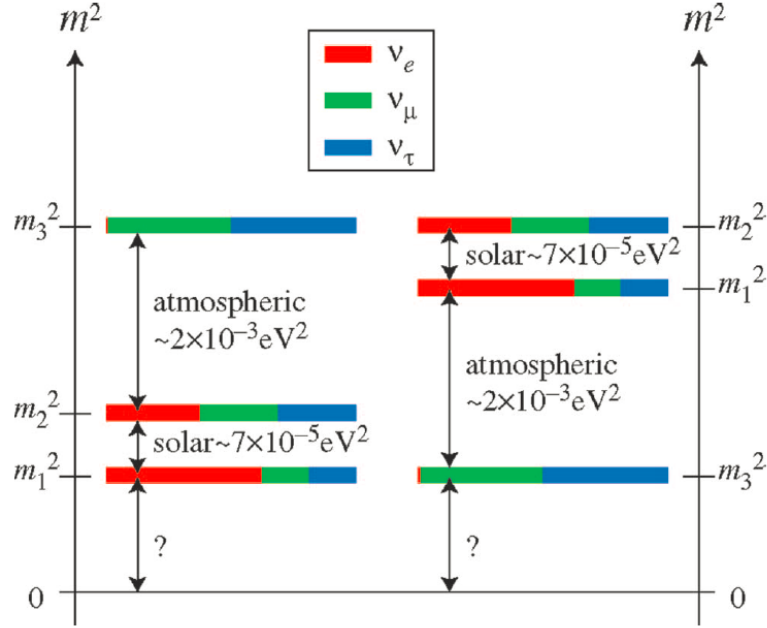 m² m²
ν_e
ν_μ
ν_τ
m₃² m₂²
solar~7×10⁻⁵eV²
m₁²
atmospheric
~2×10⁻³eV²
atmospheric
~2×10⁻³eV²
m₂²
solar~7×10⁻⁵eV²
m₁² m₃²
? ?
0 0